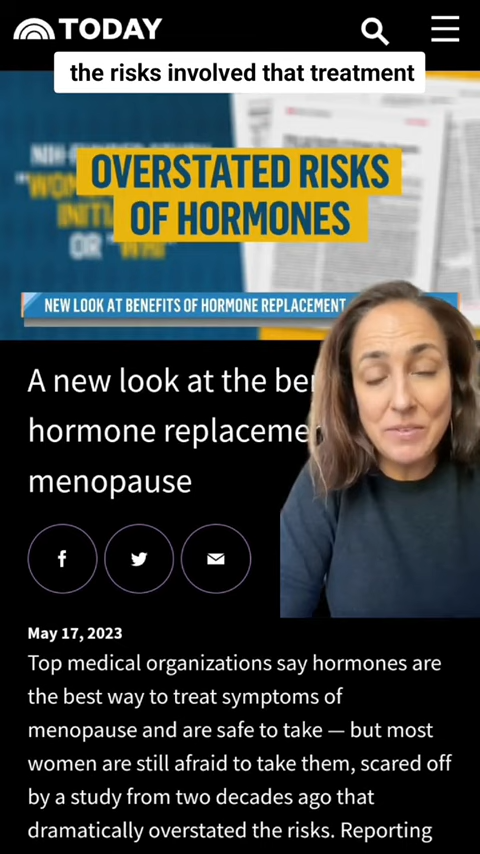 TODAY
the risks involved that treatment
OVERSTATED RISKS
OF HORMONES
NEW LOOK AT BENEFITS OF HORMONE REPLACEMENT
A new look at the be
hormone replaceme
menopause
May 17, 2023
Top medical organizations say hormones are
the best way to treat symptoms of
menopause and are safe to take — but most
women are still afraid to take them, scared off
by a study from two decades ago that
dramatically overstated the risks. Reporting